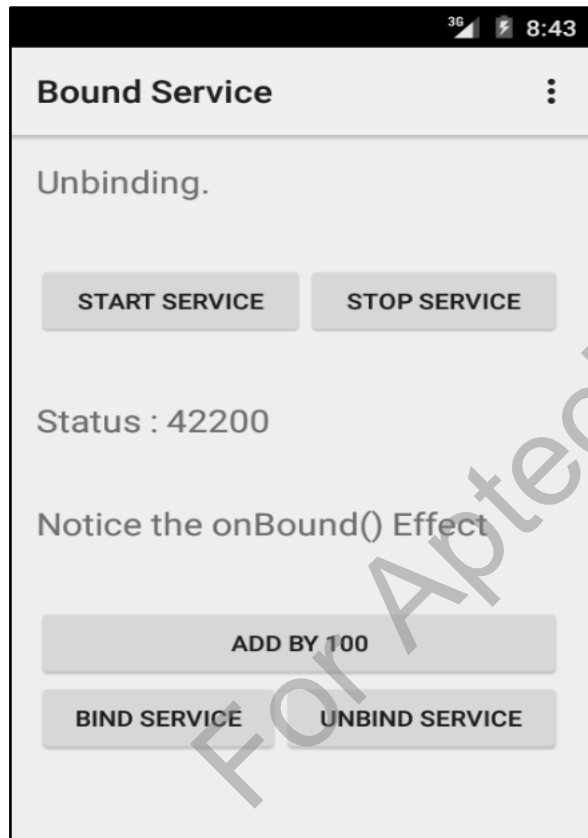 3G 8:43
Bound Service
Unbinding.
START SERVICE STOP SERVICE
Status : 42200
Notice the onBound() Effect
ADD BY 100
BIND SERVICE UNBIND SERVICE
For Aptec